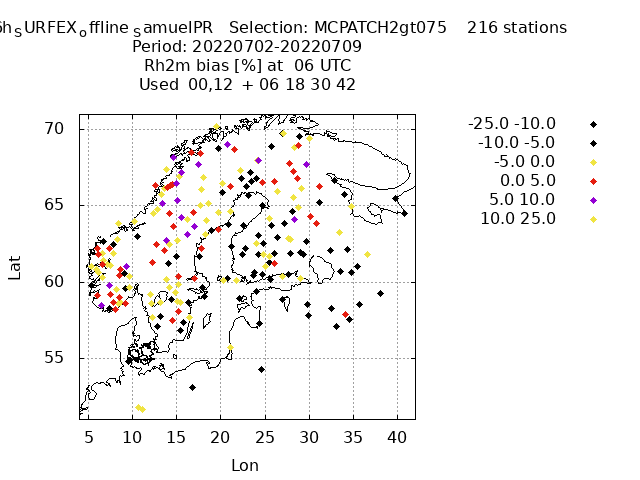 SURFEX offline SamuelPR Selection: MCPATCH2gt075 216 stations
Period: 20220702-20220709
Rh2m bias [%] at 06 UTC
Used 00,12 + 06 18 30 42
-25.0 -10.0
-10.0 -5.0
-5.0 0.0
0.0 5.0
5.0 10.0
10.0 25.0
70
65
60
55
Lat
5 10 15 20 25 30 35 40
Lon